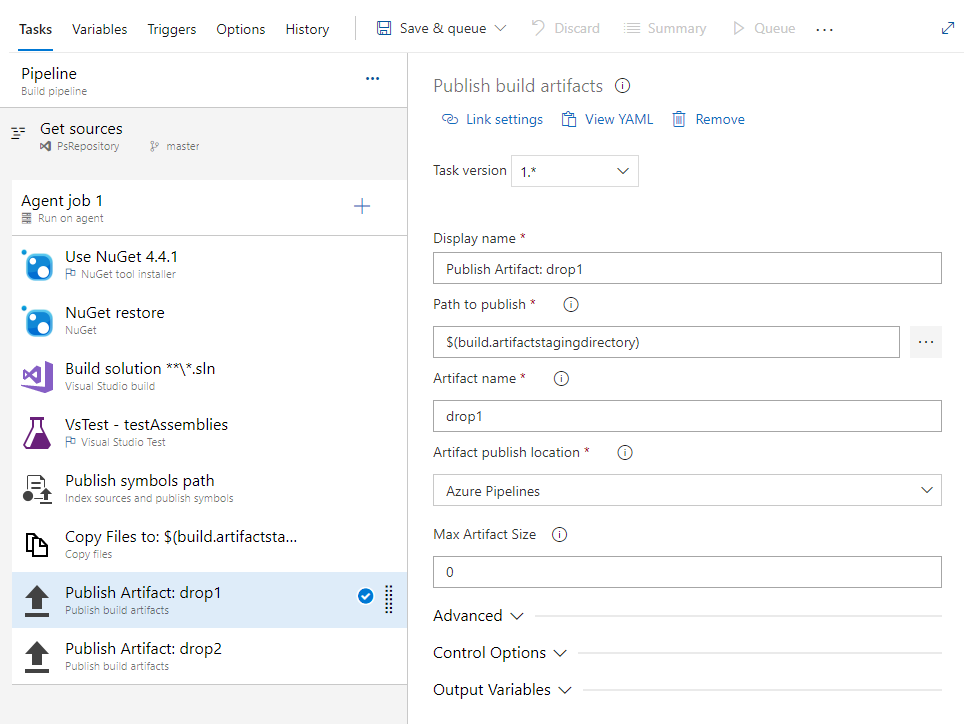 Tasks Variables Triggers Options History Save & queue Discard Summary Queue ...
Pipeline ...
Build pipeline
Get sources
PsRepository master
Agent job 1 +
Run on agent
Use NuGet 4.4.1
NuGet tool installer
NuGet restore
NuGet
Build solution **\*.sln
Visual Studio build
VsTest - testAssemblies
Visual Studio Test
Publish symbols path
Index sources and publish symbols
Copy Files to: $(build.artifactsta...
Copy files
Publish Artifact: drop1
Publish build artifacts
Publish Artifact: drop2
Publish build artifacts
Publish build artifacts
Link settings View YAML Remove
Task version 1.*
Display name *
Publish Artifact: drop1
Path to publish *
$(build.artifactstagingdirectory) ...
Artifact name *
drop1
Artifact publish location *
Azure Pipelines
Max Artifact Size
0
Advanced
Control Options
Output Variables